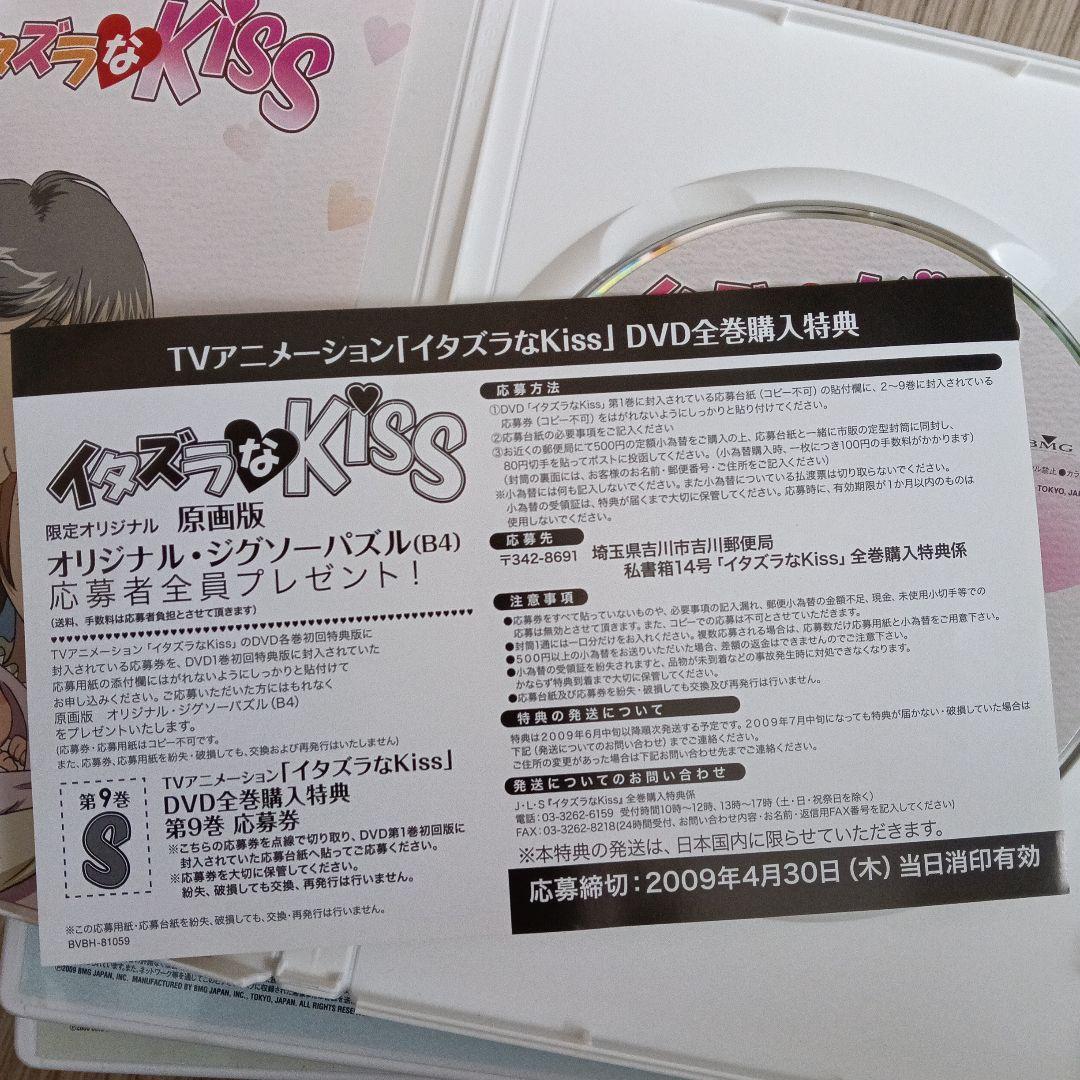 タズラなKiss
TVアニメーション「イタズラなKiss」 DVD全巻購入特典
イタズラなKiss
限定オリジナル 原画版
オリジナル・ジグソーパズル(B4)
応募者全員プレゼント!
(送料、手数料は応募者負担とさせて頂きます)
TVアニメーション「イタズラなKiss」のDVD各巻初回特典版に
封入されている応募券を、DVD1巻初回特典版に封入されていた
応募用紙の添付欄にはがれないようにしっかりと貼付けて
お申し込みください。ご応募いただいた方にはもれなく
原画版 オリジナル・ジグソーパズル(B4)
をプレゼントいたします。
(応募券・応募用紙はコピー不可です。
また、応募券、応募用紙を紛失・破損しても、交換および再発行はいたしません)
第9巻
S
TVアニメーション「イタズラなKiss」
DVD全巻購入特典
第9巻 応募券
※こちらの応募券を点線で切り取り、DVD第1巻初回版に
封入されていた応募台紙へ貼ってご応募ください。
※応募券を大切に保管してください。
紛失、破損しても交換、再発行は行いません。
※この応募用紙・応募台紙を紛失、破損しても、交換・再発行は行いません。
BVBH-81059
応募方法
①DVD「イタズラなKiss」第1巻に封入されている応募台紙(コピー不可)の貼付欄に、2〜9巻に封入されている
応募券(コピー不可)をはがれないようにしっかりと貼り付けてください。
②応募台紙の必要事項をご記入ください
③お近くの郵便局にて500円の定額小為替をご購入の上、応募台紙と一緒に市販の定型封筒に同封し、
80円切手を貼ってポストに投函してください。(小為替購入時、一枚につき100円の手数料がかかります)
(封筒の裏面には、お客様のお名前・郵便番号・ご住所をご記入ください)
※小為替には何も記入しないでください。また小為替についている払渡票は切り取らないでください。
小為替の受領証は、特典が届くまで大切に保管してください。応募時に、有効期限が1か月以内のものは
使用しないでください。
応募先
〒342-8691 埼玉県吉川市吉川郵便局
私書箱14号「イタズラなKiss」全巻購入特典係
注意事項
●応募券をすべて貼っていないものや、必要事項の記入漏れ、郵便小為替の金額不足、現金、未使用小切手等での
応募は無効とさせて頂きます。また、コピーでの応募は不可とさせていただきます。
●封筒1通には一口分だけをお入れください。複数応募される場合は、応募数だけ応募用紙と小為替をご用意下さい。
●500円以上の小為替をお送りいただいた場合、差額の返金はできませんのでご注意下さい。
●小為替の受領証を紛失されますと、品物が未到着などの事故発生時に対処できなくなります。
かならず特典到着まで大切に保管してください。
●応募台紙及び応募券を紛失・破損しても交換及び再発行は行いません。
特典の発送について
特典は2009年6月中旬以降順次発送する予定です。2009年7月中旬になっても特典が届かない・破損していた場合は
下記(発送についてのお問い合わせ)までご連絡ください。
ご住所の変更があった場合は下記お問い合わせ先までご連絡ください。
発送についてのお問い合わせ
J・L・S『イタズラなKiss』全巻購入特典係
電話:03-3262-6159 受付時間10時〜12時、13時〜17時(土・日・祝祭日を除く)
FAX:03-3262-8218(24時間受付、お問い合わせ内容・お名前・返信用FAX番号を記入してください)
※本特典の発送は、日本国内に限らせていただきます。
応募締切:2009年4月30日(木)当日消印有効
BMG
TOKYO, JA
©2009 BMG JAPAN, INC. MANUFACTURED BY BMG JAPAN, INC., TOKYO, JAPAN. ALL RIGHTS RESER